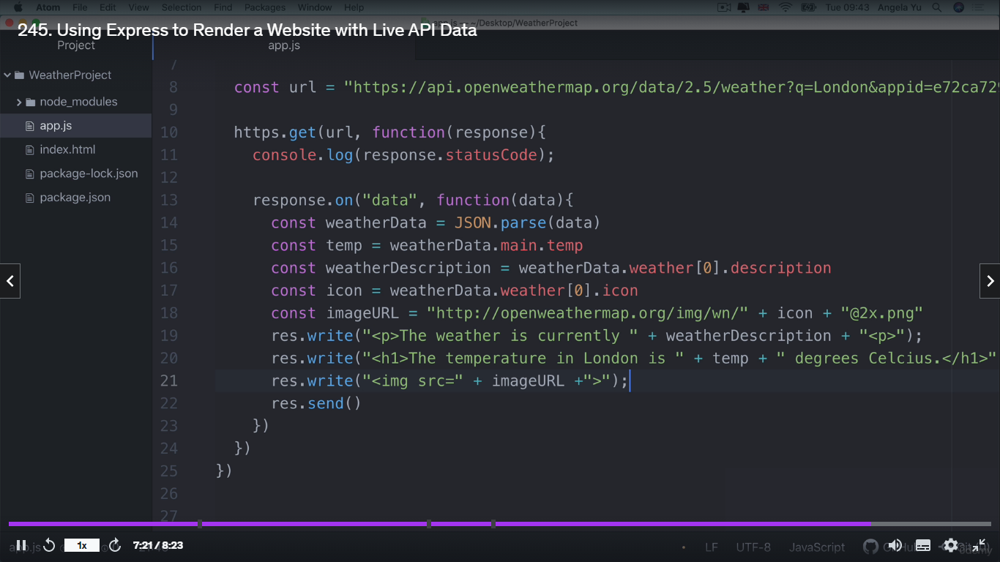 Atom File Edit View Selection Find Packages Window Help Tue 09:43 Angela Yu
~/Desktop/WeatherProject
245. Using Express to Render a Website with Live API Data
Project
app.js
WeatherProject
node_modules
app.js
index.html
package-lock.json
package.json
7
8 const url = "https://api.openweathermap.org/data/2.5/weather?q=London&appid=e72ca729
9
10 https.get(url, function(response){
11 console.log(response.statusCode);
12
13 response.on("data", function(data){
14 const weatherData = JSON.parse(data)
15 const temp = weatherData.main.temp
16 const weatherDescription = weatherData.weather[0].description
17 const icon = weatherData.weather[0].icon
18 const imageURL = "http://openweathermap.org/img/wn/" + icon + "@2x.png"
19 res.write("<p>The weather is currently " + weatherDescription + "<p>");
20 res.write("<h1>The temperature in London is " + temp + " degrees Celcius.</h1>"
21 res.write("<img src=" + imageURL +">");
22 res.send()
23 })
24 })
25 })
26
27
1x 7:21 / 8:23
LF UTF-8 JavaScript
udemy